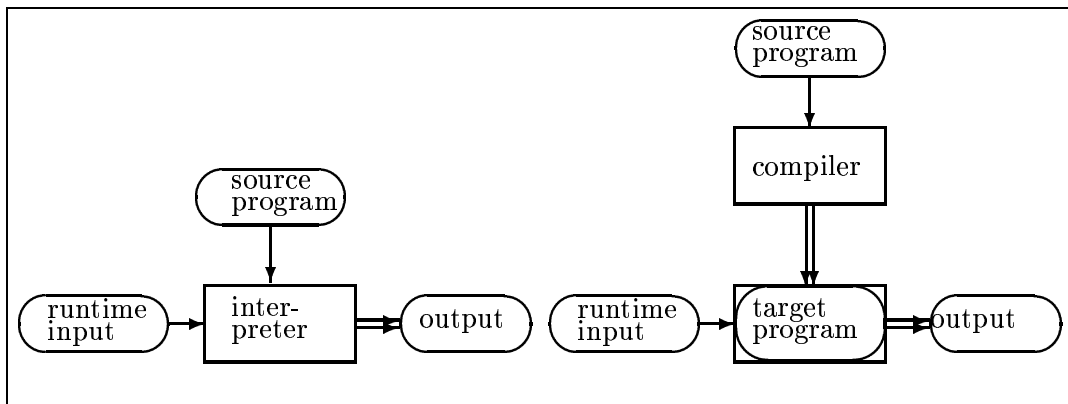 source
program
inter-
preter
runtime
input
output
source
program
compiler
runtime
input
target
program
output